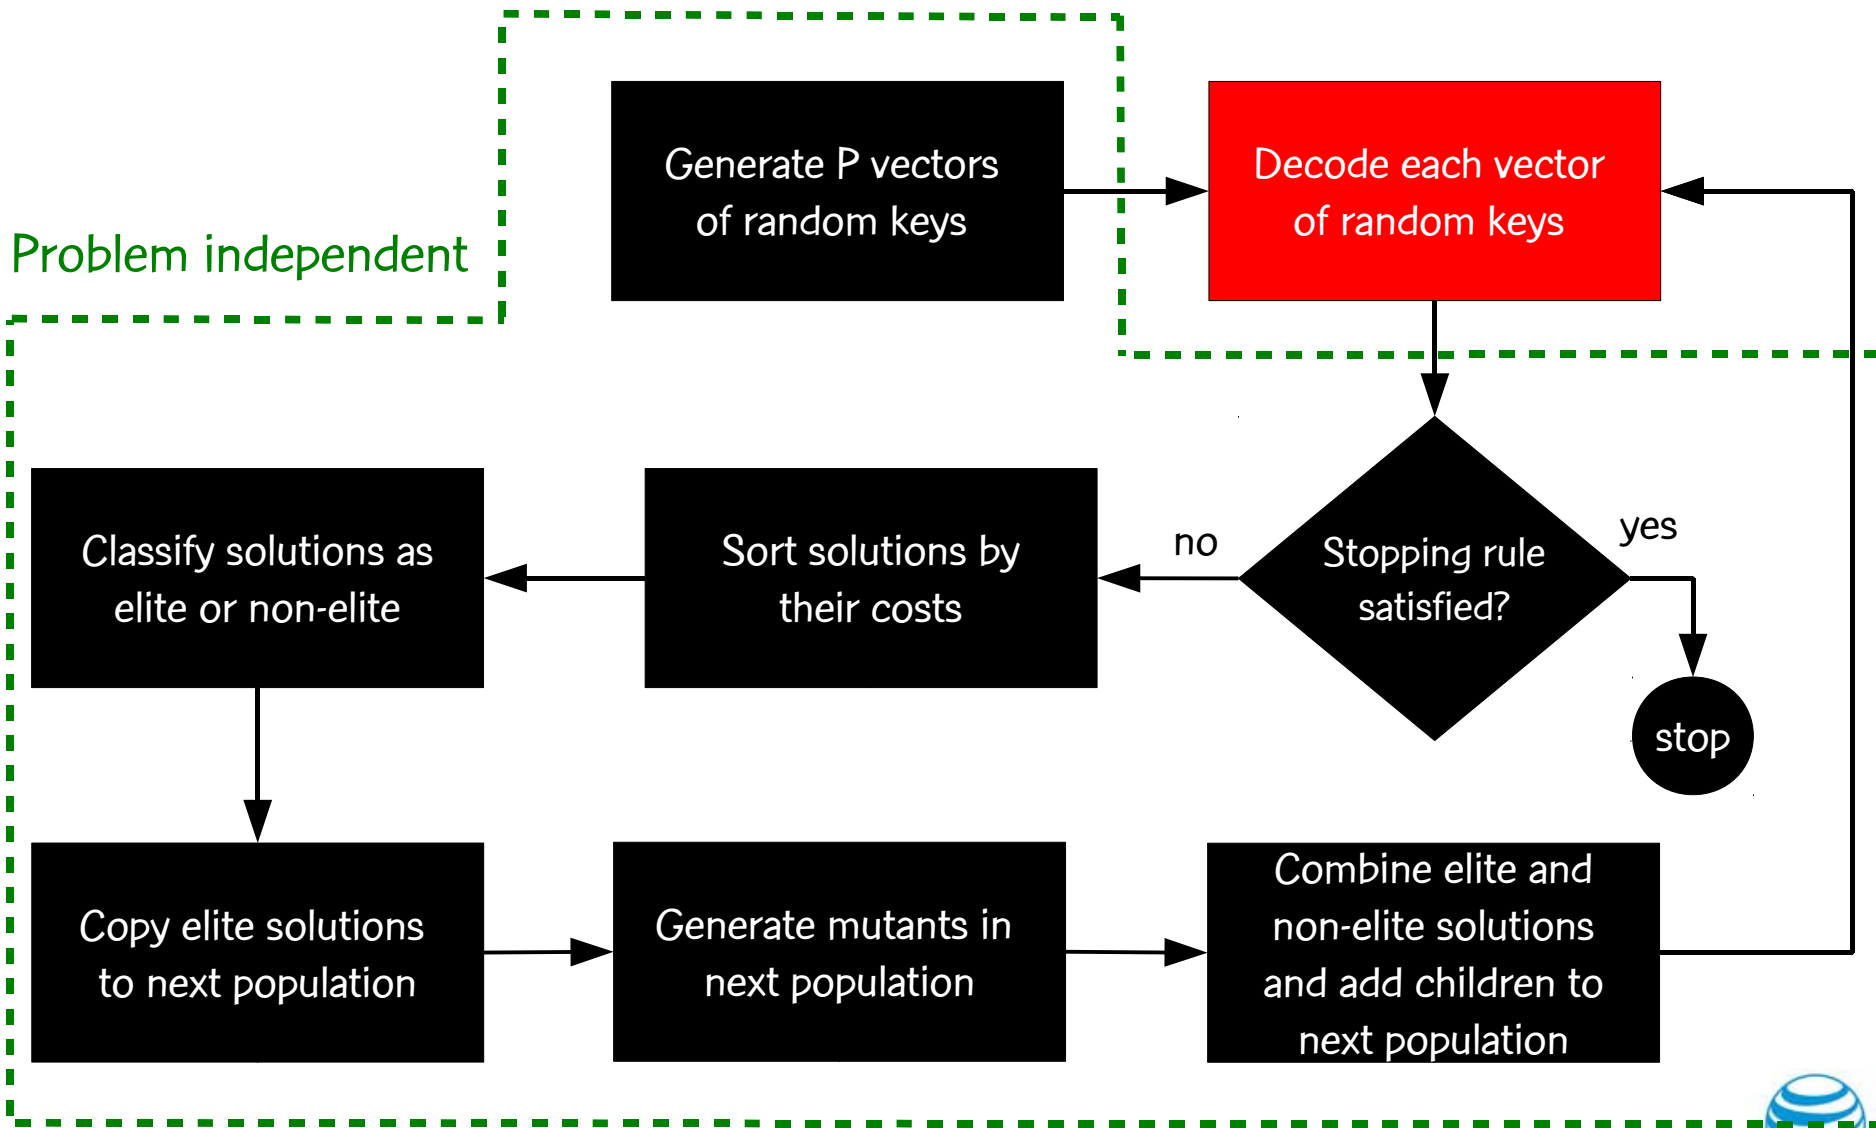 Generate P vectors
of random keys
Decode each vector
of random keys
Problem independent
Classify solutions as
elite or non-elite
Sort solutions by
their costs
no
Stopping rule
satisfied?
yes
stop
Copy elite solutions
to next population
Generate mutants in
next population
Combine elite and
non-elite solutions
and add children to
next population